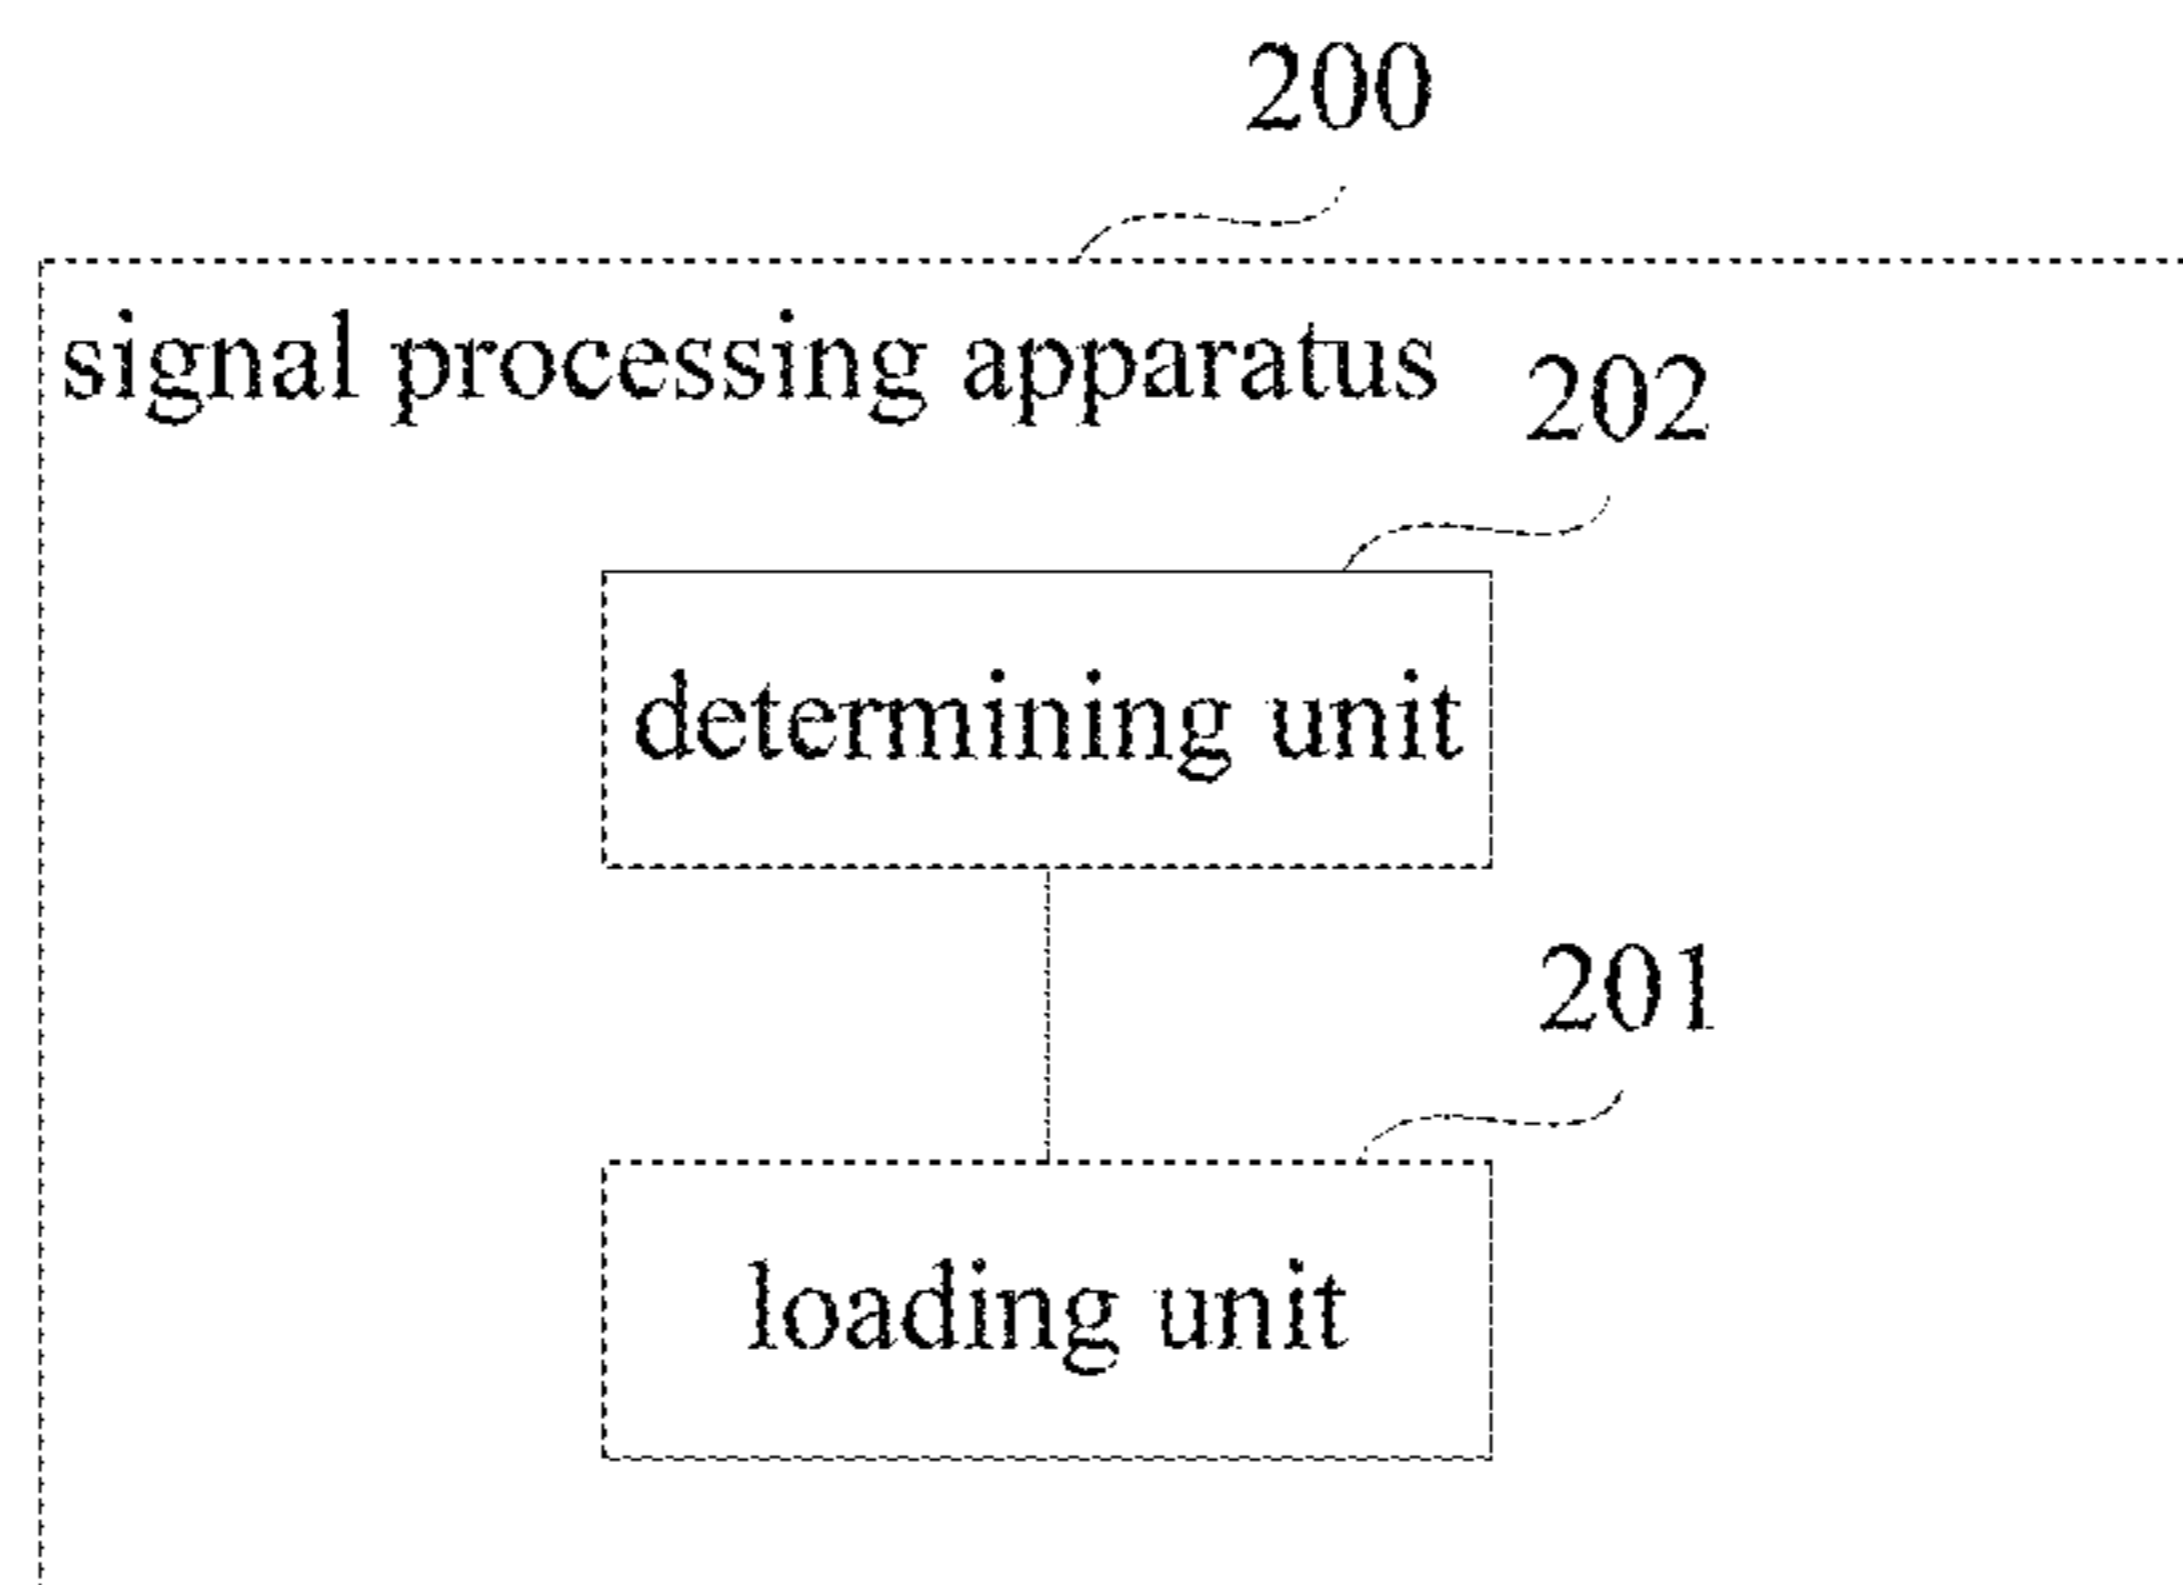 200
signal processing apparatus
202
determining unit
201
loading unit